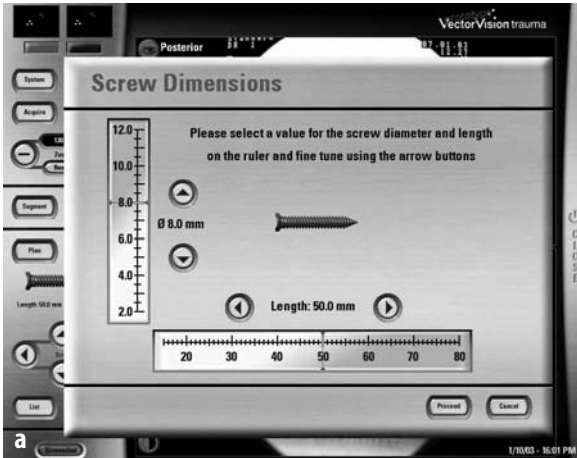 VectorVision trauma
Posterior
System
Screw Dimensions
Acquire
Please select a value for the screw diameter and length
on the ruler and fine tune using the arrow buttons
12.0
10.0
8.0
6.0
4.0
2.0
Ø 8.0 mm
Segment
Plan
Length: 50.0 mm
Length: 50.0 mm
20 30 40 50 60 70 80
List
Proceed
Cancel
a
Screenshot
1/10/03 - 16:01 PM